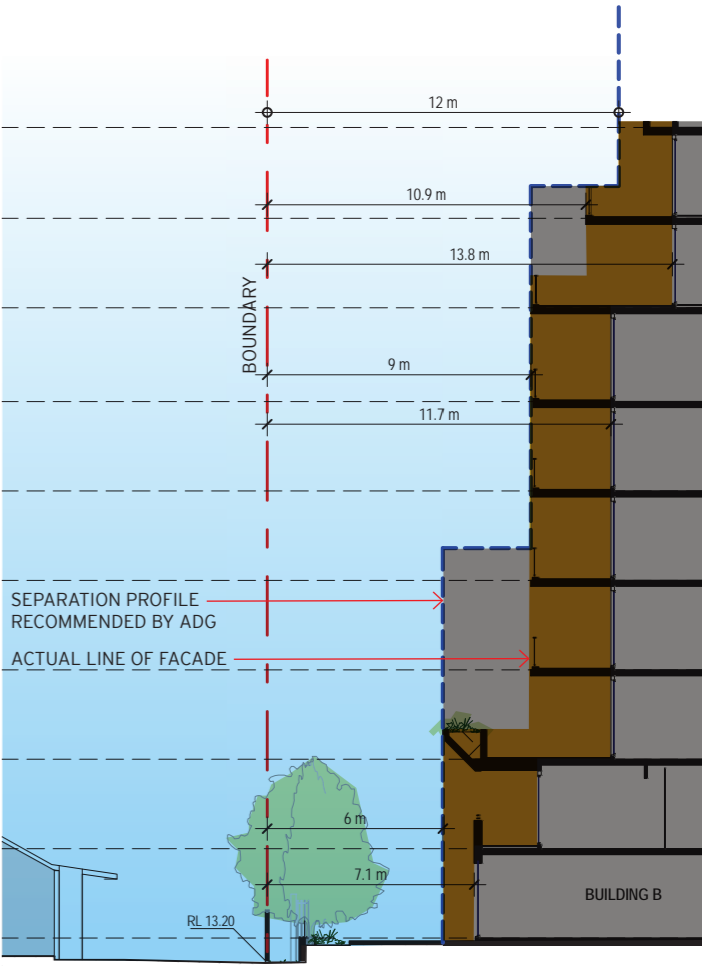 12 m
10.9 m
13.8 m
BOUNDARY
9 m
11.7 m
SEPARATION PROFILE
RECOMMENDED BY ADG
ACTUAL LINE OF FACADE
6 m
7.1 m
BUILDING B
RL 13.20